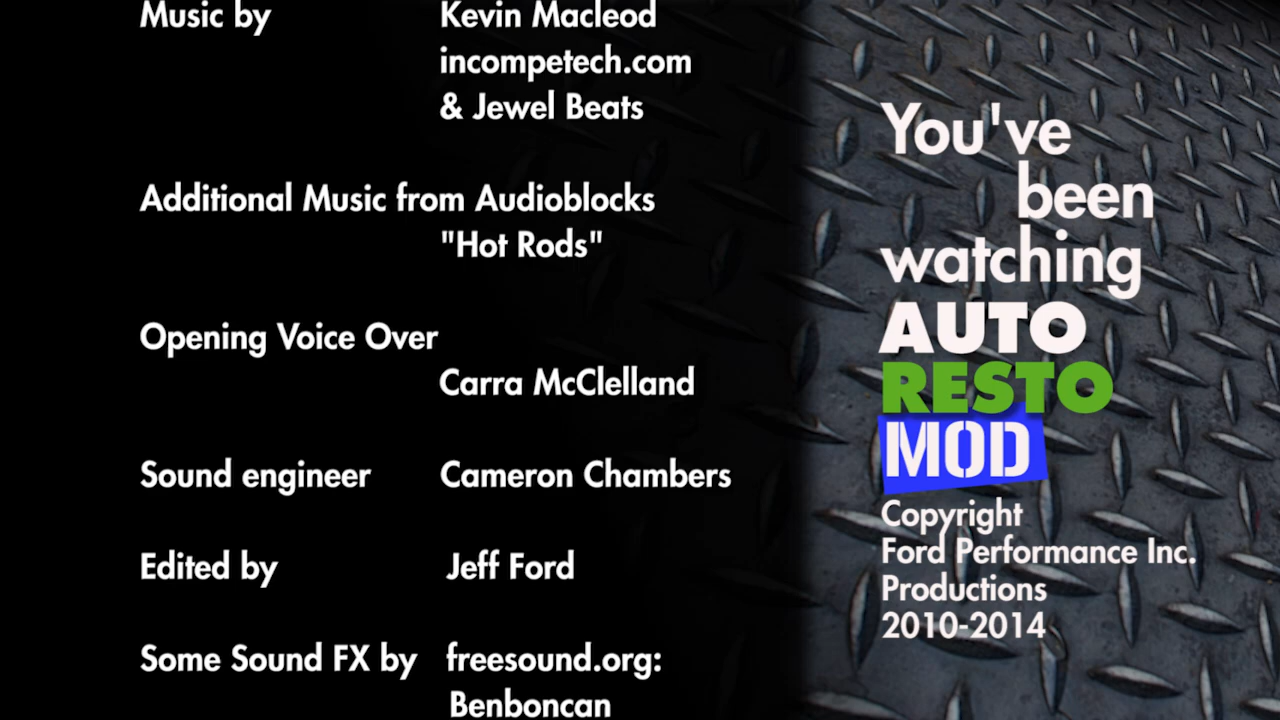 Music by Kevin Macleod
incompetech.com
& Jewel Beats
Additional Music from Audioblocks
"Hot Rods"
Opening Voice Over
Carra McClelland
Sound engineer Cameron Chambers
Edited by Jeff Ford
Some Sound FX by freesound.org:
Benboncan
You've
been
watching
AUTO
RESTO
MOD
Copyright
Ford Performance Inc.
Productions
2010-2014